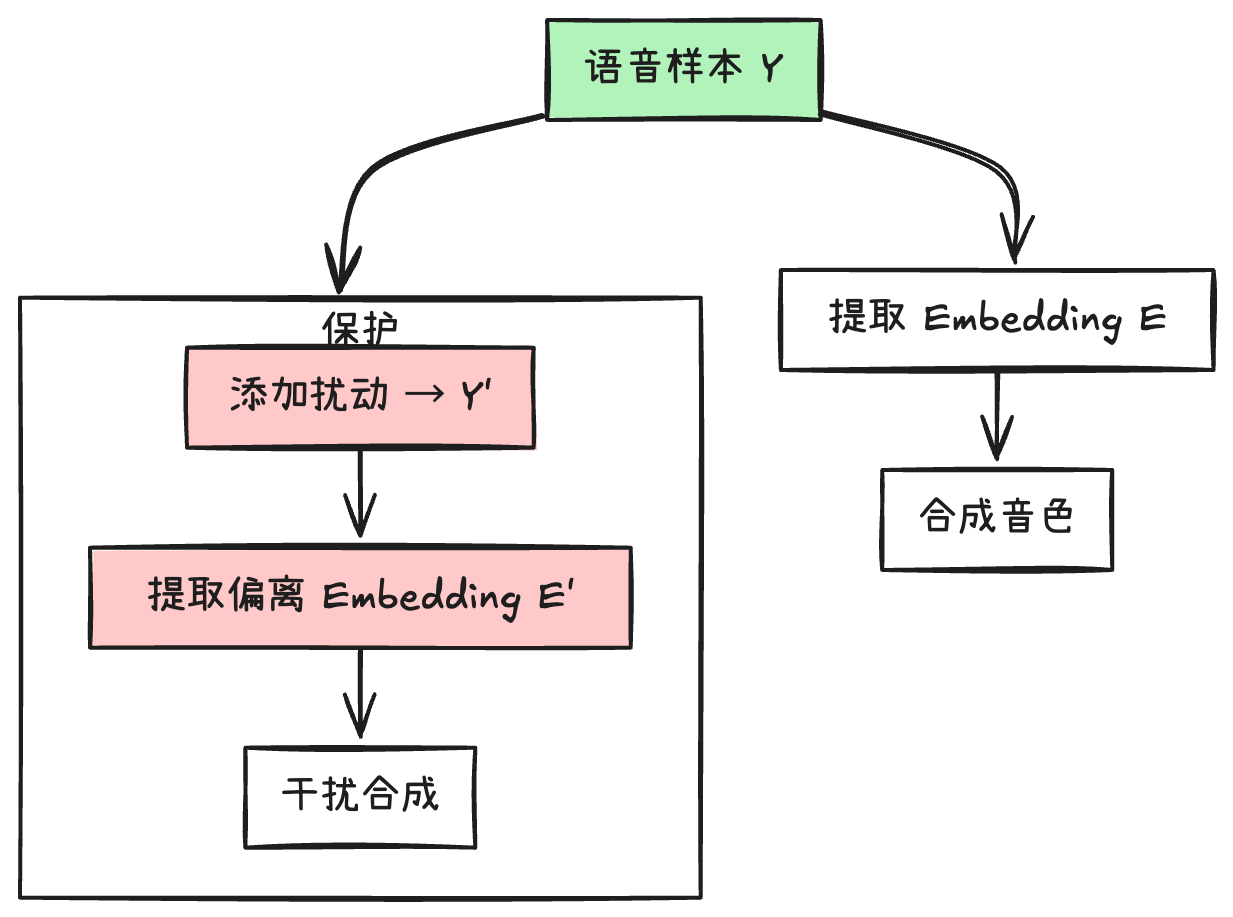 语音样本 Y
保护
添加扰动 → Y'
提取偏离 Embedding E'
干扰合成
提取 Embedding E
合成音色